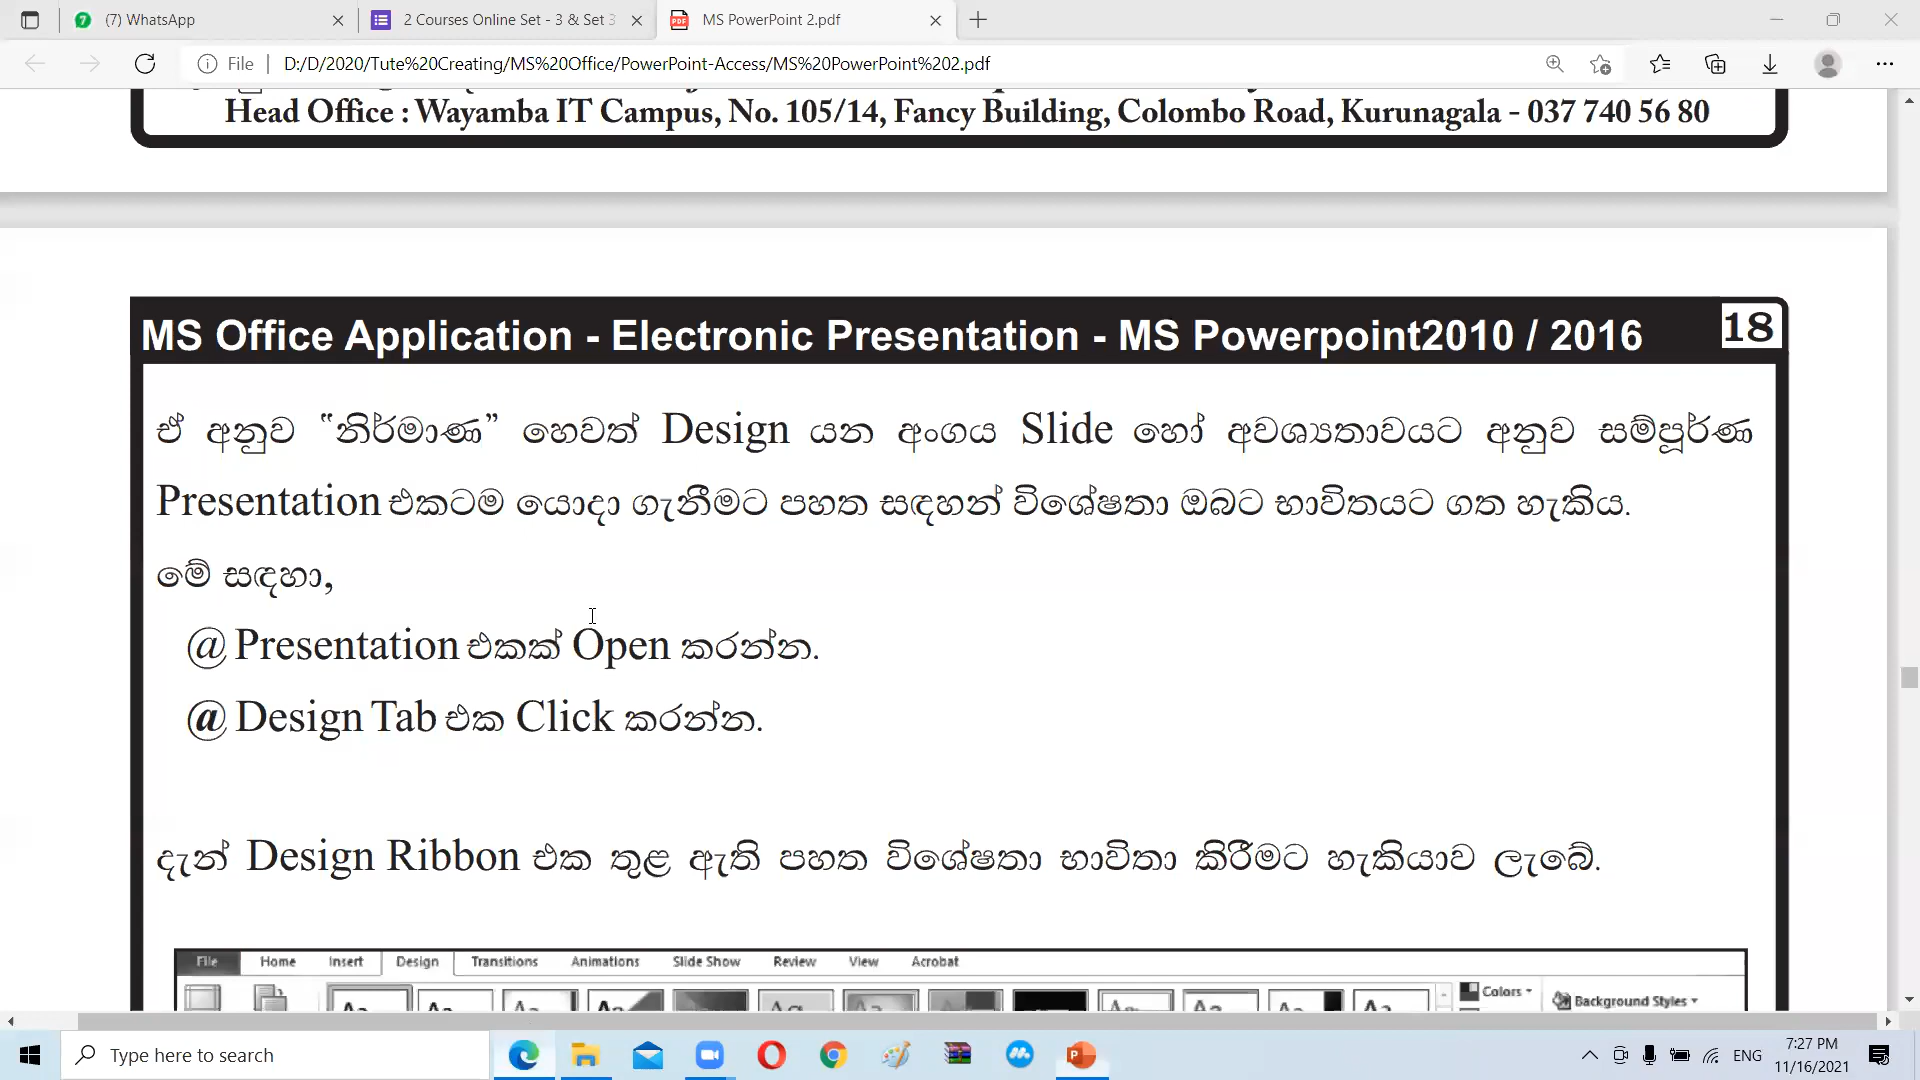 (7) WhatsApp
2 Courses Online Set - 3 & Set 3
MS PowerPoint 2.pdf
File
D:/D/2020/Tute%20Creating/MS%20Office/PowerPoint-Access/MS%20PowerPoint%202.pdf
Head Office : Wayamba IT Campus, No. 105/14, Fancy Building, Colombo Road, Kurunagala - 037 740 56 80
MS Office Application - Electronic Presentation - MS Powerpoint2010 / 2016
18
ඒ අනුව “නිර්මාණ” හෙවත් Design යන අංගය Slide හෝ අවශ්‍යතාවයට අනුව සම්පූර්ණ
Presentation එකටම යොදා ගැනීමට පහත සඳහන් විශේෂතා ඔබට භාවිතයට ගත හැකිය.
මේ සඳහා,
@ Presentation එකක් Open කරන්න.
@ Design Tab එක Click කරන්න.
දැන් Design Ribbon එක තුළ ඇති පහත විශේෂතා භාවිතා කිරීමට හැකියාව ලැබේ.
File Home Insert Design Transitions Animations Slide Show Review View Acrobat
Colors
Background Styles
Type here to search
ENG
7:27 PM
11/16/2021